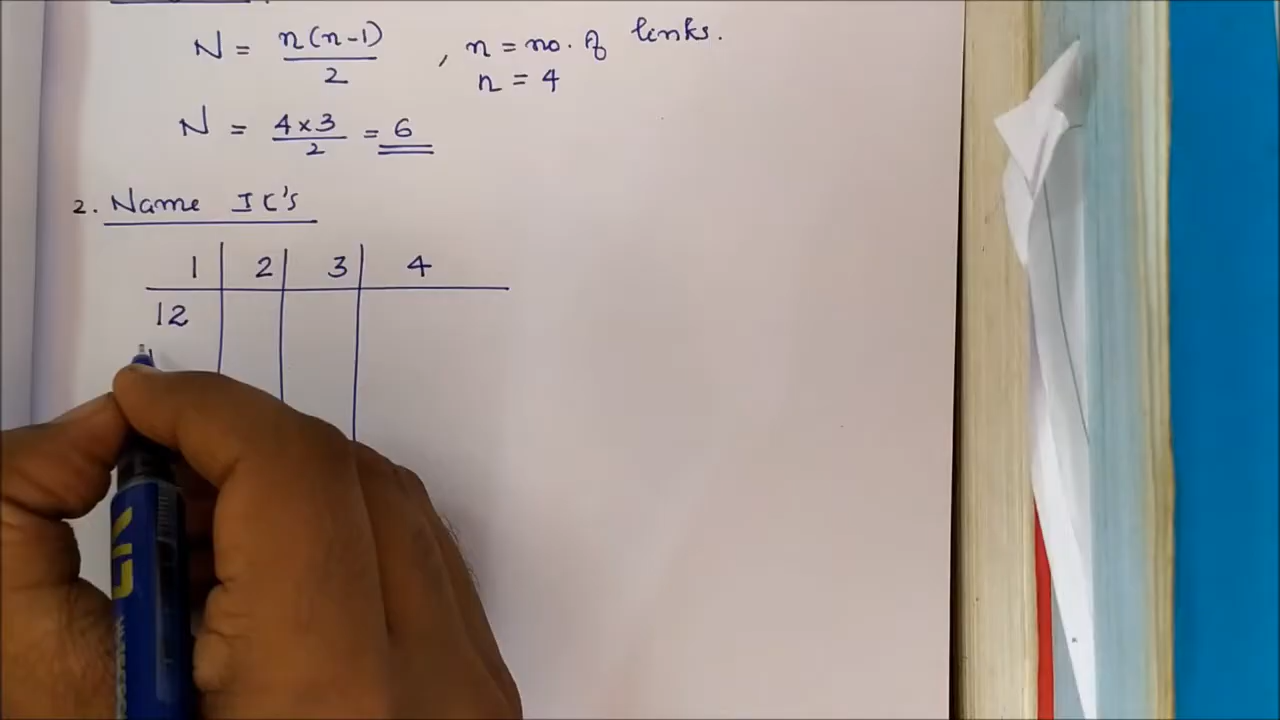 N = n(n-1)/2 , n = no. of links.
n = 4
N = 4×3/2 = 6
2. Name IC's
1 2 3 4
12